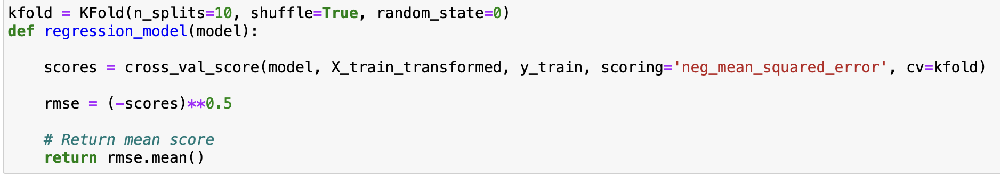 kfold = KFold(n_splits=10, shuffle=True, random_state=0)
def regression_model(model):
    scores = cross_val_score(model, X_train_transformed, y_train, scoring='neg_mean_squared_error', cv=kfold)
    rmse = (-scores)**0.5
    # Return mean score
    return rmse.mean()